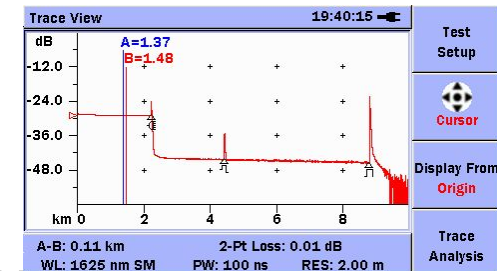 Trace View 19:40:15
dB
A=1.37
B=1.48
-12.0
-24.0
-36.0
-48.0
km 0 2 4 6 8
A-B: 0.11 km 2-Pt Loss: 0.01 dB
WL: 1625 nm SM PW: 100 ns RES: 2.00 m
Test
Setup
Cursor
Display From
Origin
Trace
Analysis